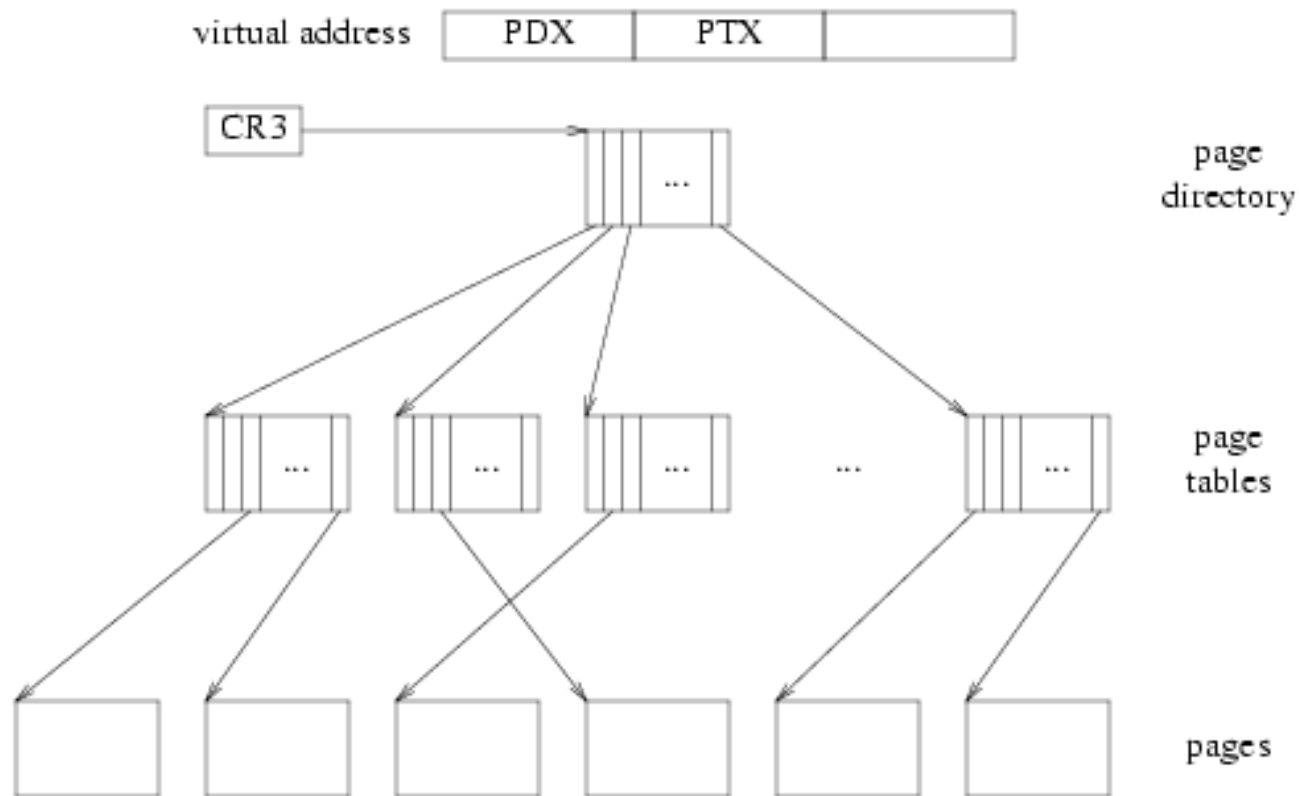 virtual address PDX PTX
CR3
page
directory
...
page
tables
... ... ... ... ...
pages